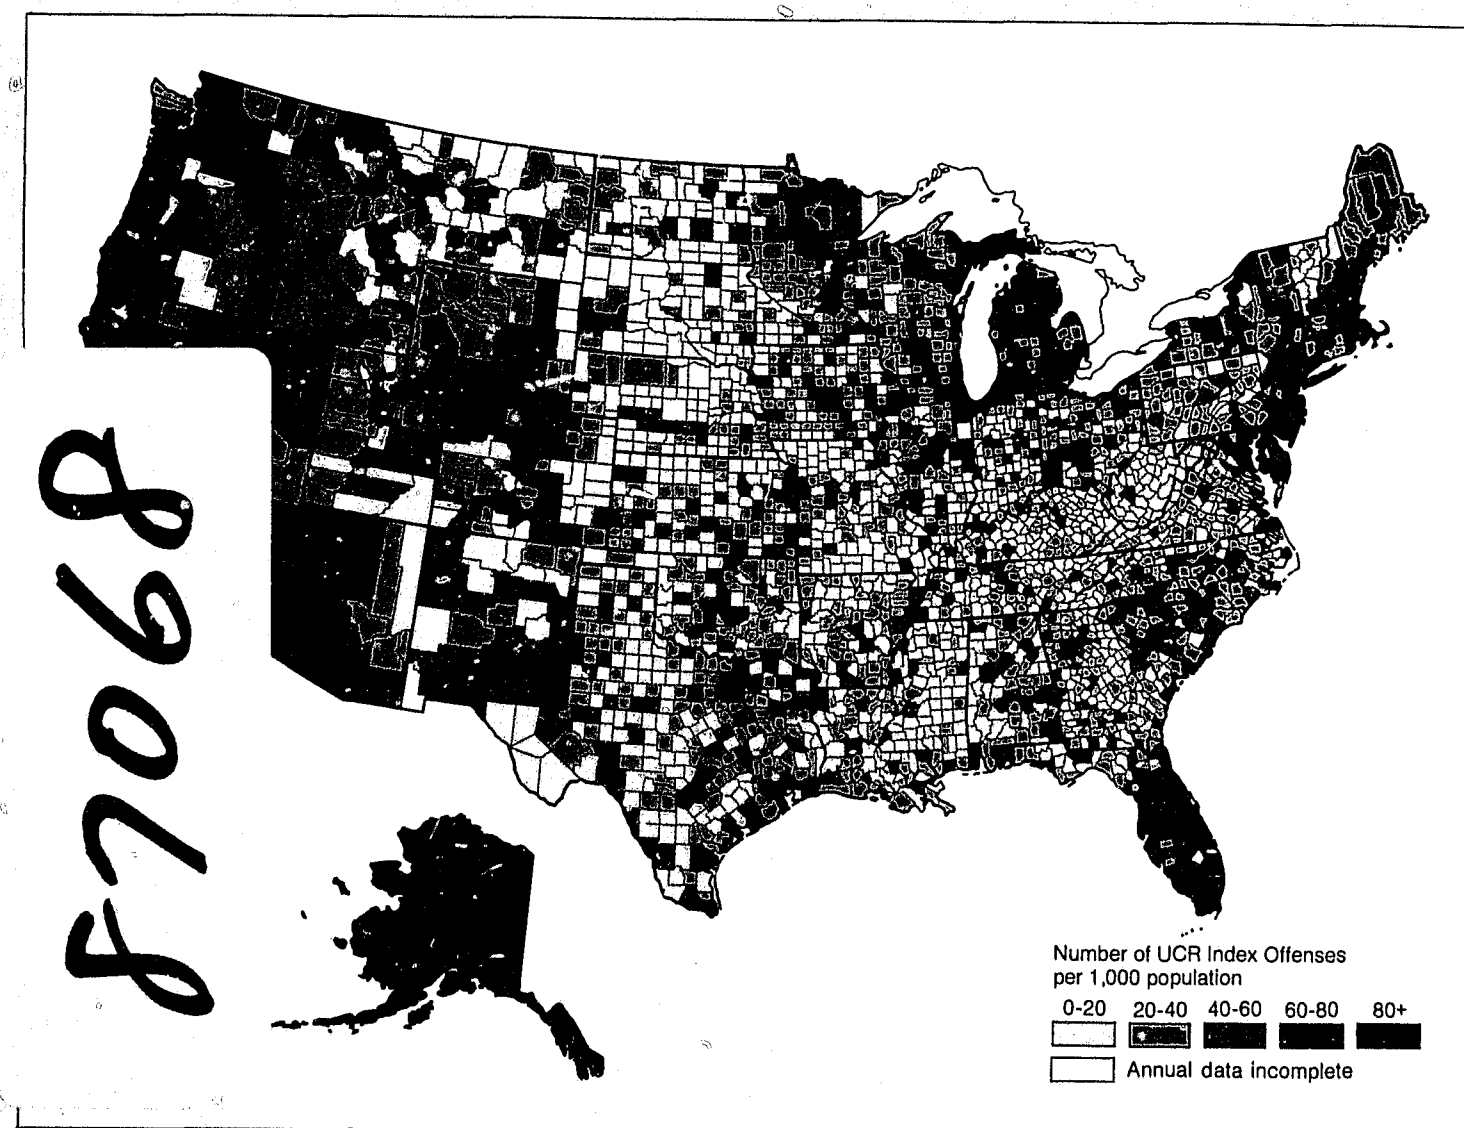 87068
Number of UCR Index Offenses
per 1,000 population
0-20 20-40 40-60 60-80 80+
Annual data incomplete